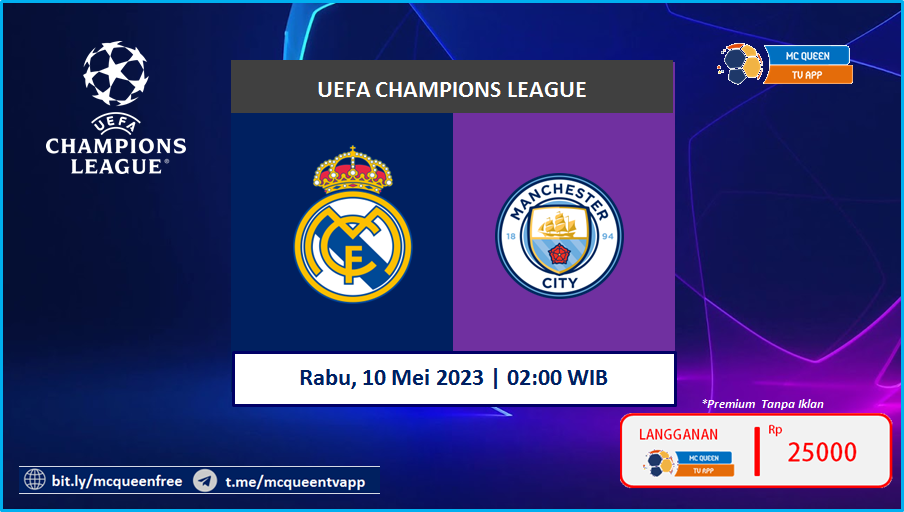 UEFA
CHAMPIONS
LEAGUE
MC QUEEN
TV APP
UEFA CHAMPIONS LEAGUE
MANCHESTER
18 94
CITY
Rabu, 10 Mei 2023 | 02:00 WIB
*Premium Tanpa Iklan
LANGGANAN
MC QUEEN
TV APP
Rp
25000
bit.ly/mcqueenfree
t.me/mcqueentvapp